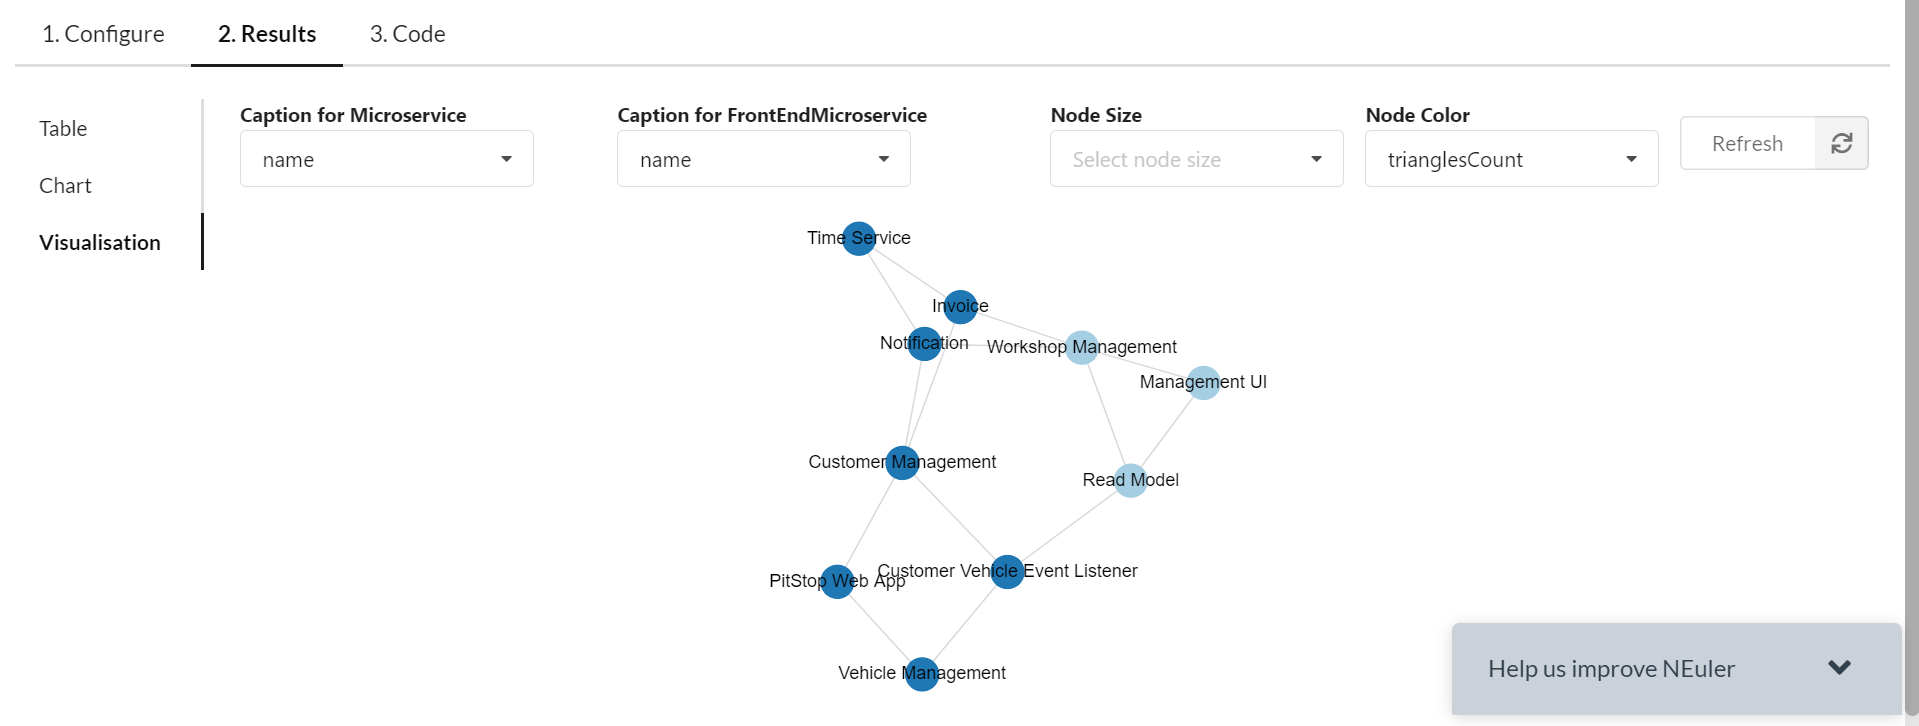 1. Configure
2. Results
3. Code
Table
Chart
Visualisation
Caption for Microservice
name
Caption for FrontEndMicroservice
name
Node Size
Select node size
Node Color
trianglesCount
Refresh
Time Service
Invoice
Notification
Workshop Management
Management UI
Customer Management
Read Model
PitStop Web App
Customer Vehicle Event Listener
Vehicle Management
Help us improve NEuler